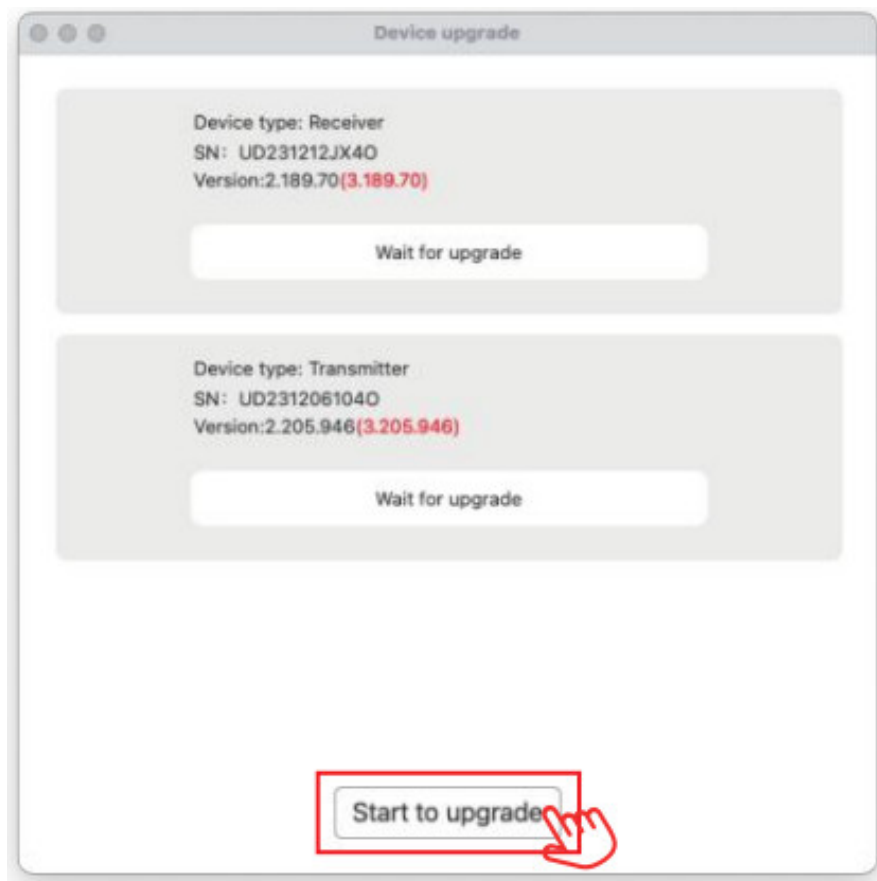 Device upgrade
Device type: Receiver
SN: UD231212JX4O
Version:2.189.70(3.189.70)
Wait for upgrade
Device type: Transmitter
SN: UD231206104O
Version:2.205.946(3.205.946)
Wait for upgrade
Start to upgrade